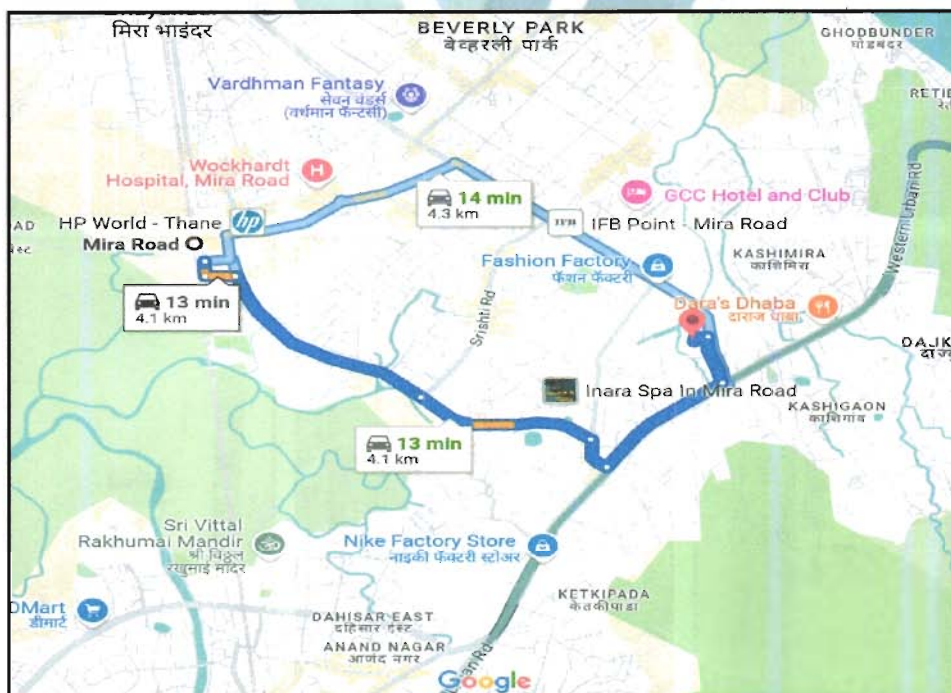 मिरा भाइंदर
BEVERLY PARK
बेव्हरली पार्क
GHODBUNDER
घोडबंदर
Vardhman Fantasy
सेवन वंडर्स
(वर्धमान फॅन्टसी)
Wockhardt
Hospital, Mira Road
14 min
4.3 km
GCC Hotel and Club
Western Urban Rd
HP World - Thane
hp
Mira Road
IFB Point - Mira Road
KASHIMIRA
काशिमिरा
Fashion Factory
फॅशन फॅक्टरी
13 min
4.1 km
Srishti Rd
Dara's Dhaba
दाराज धाबा
Inara Spa In Mira Road
KASHIGAON
काशिगांव
13 min
4.1 km
Sri Vittal
Rakhumai Mandir
श्री विठ्ठल
रखुमाई मंदिर
Nike Factory Store
नाइकी फॅक्टरी स्टोअर
DMart
डीमार्ट
KETKIPADA
केतकीपाडा
DAHISAR EAST
दहिसर ईस्ट
ANAND NAGAR
आनंद नगर
Google